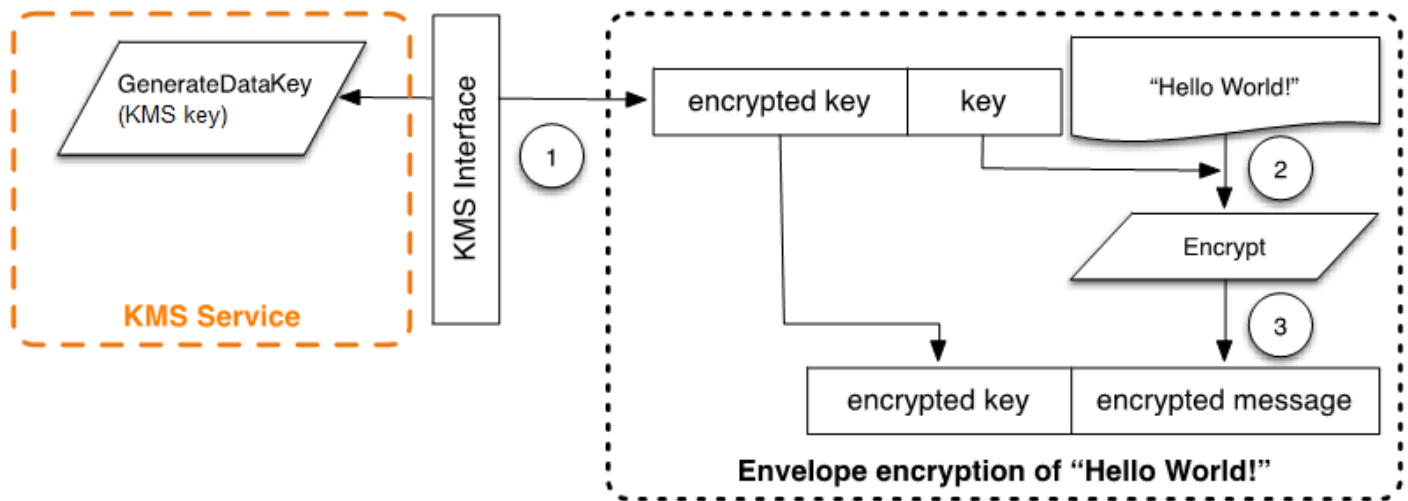 GenerateDataKey
(KMS key)
KMS Service
KMS Interface
1
encrypted key
key
“Hello World!”
2
Encrypt
3
encrypted key
encrypted message
Envelope encryption of “Hello World!”